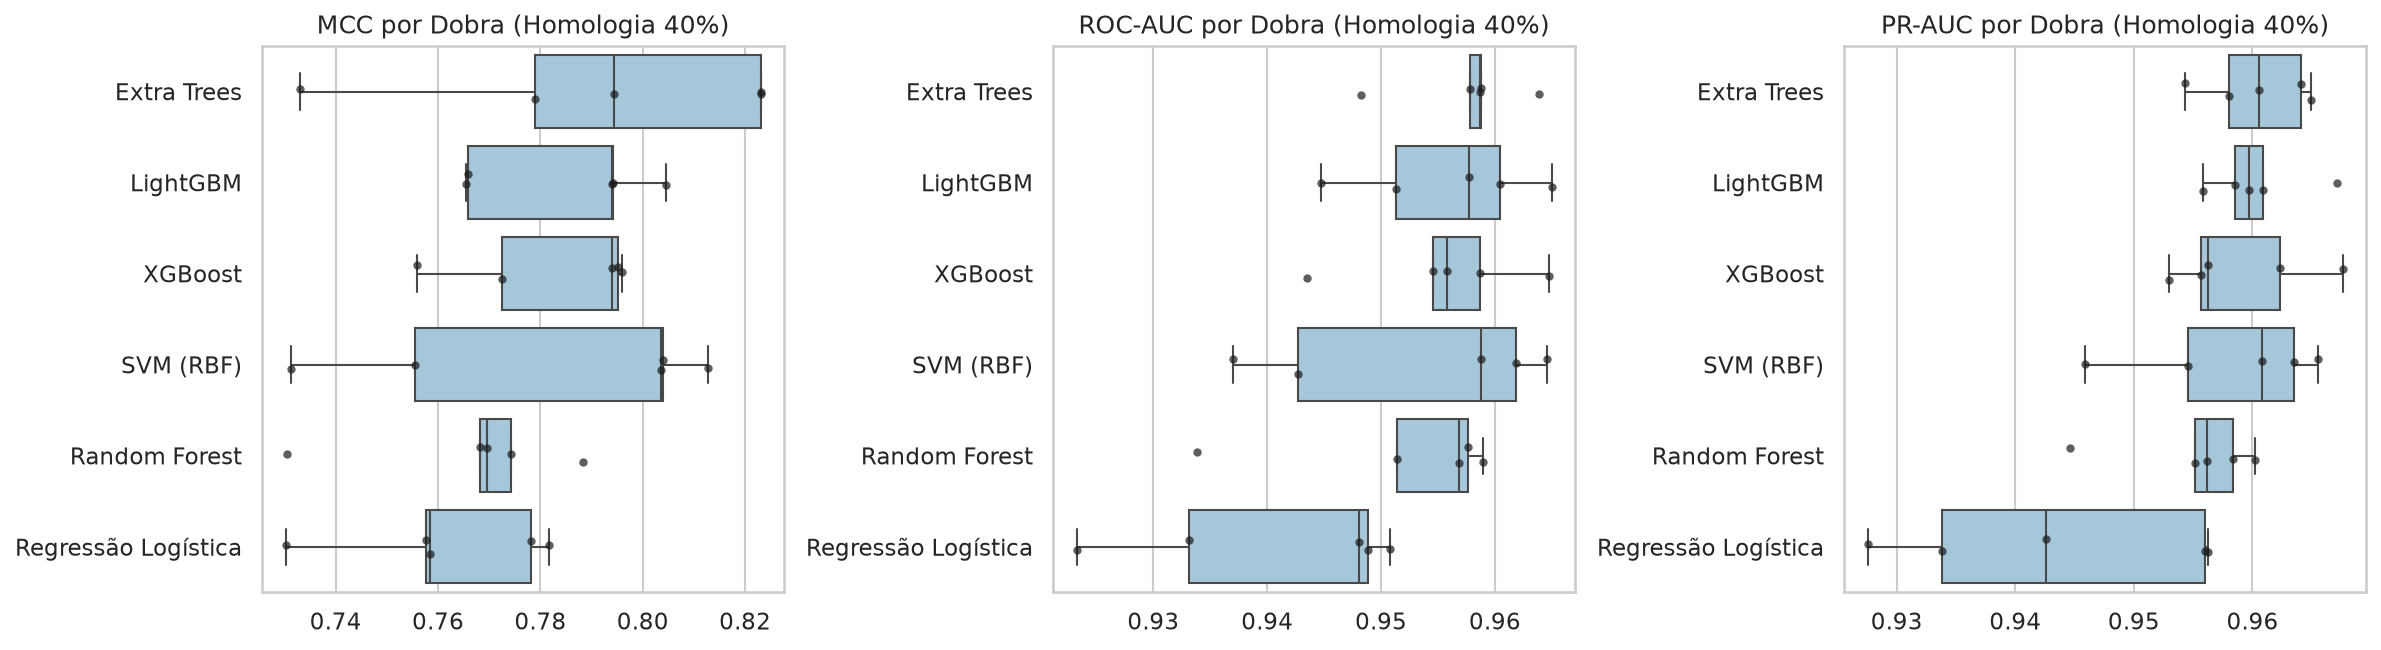 MCC por Dobra (Homologia 40%)
Extra Trees
LightGBM
XGBoost
SVM (RBF)
Random Forest
Regressão Logística
0.74 0.76 0.78 0.80 0.82
ROC-AUC por Dobra (Homologia 40%)
Extra Trees
LightGBM
XGBoost
SVM (RBF)
Random Forest
Regressão Logística
0.93 0.94 0.95 0.96
PR-AUC por Dobra (Homologia 40%)
Extra Trees
LightGBM
XGBoost
SVM (RBF)
Random Forest
Regressão Logística
0.93 0.94 0.95 0.96